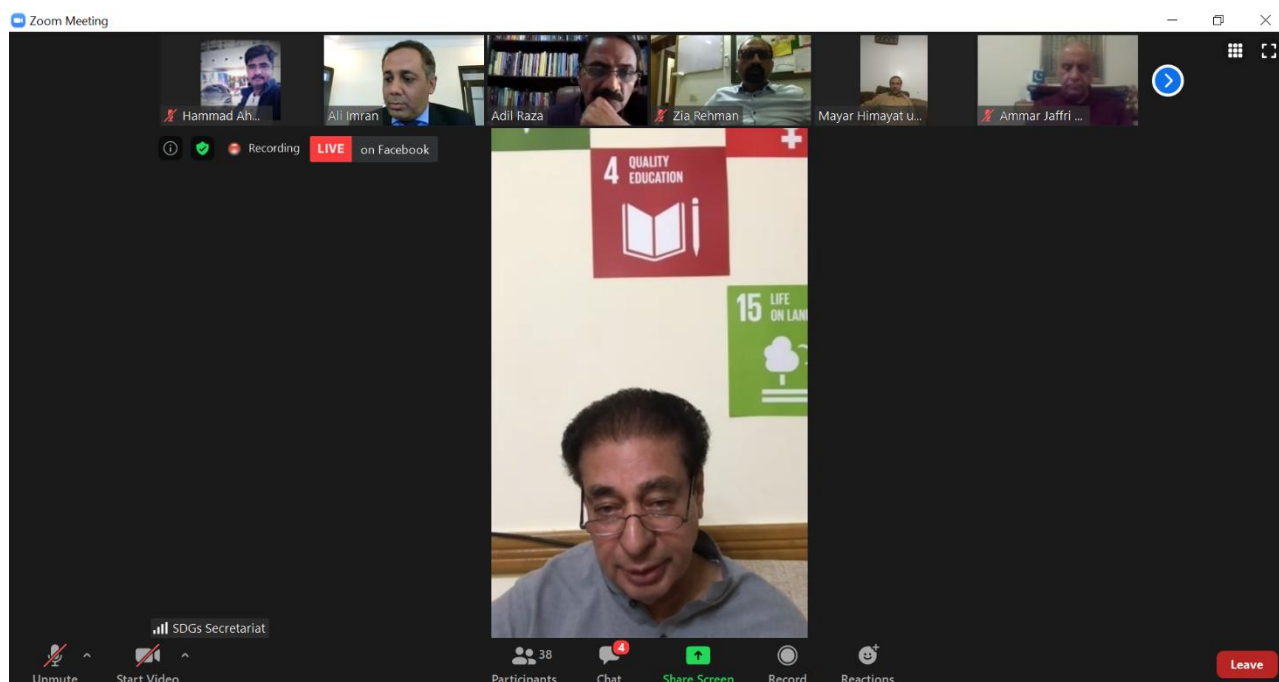 Zoom Meeting
Hammad Ah...
Ali Imran
Adil Raza
Zia Rehman
Mayar Himayat u...
Ammar Jaffri ...
Recording LIVE on Facebook
4 QUALITY
EDUCATION
15 LIFE
ON LAN
SDGs Secretariat
38
4
Unmute
Start Video
Participants
Chat
Share Screen
Record
Reactions
Leave